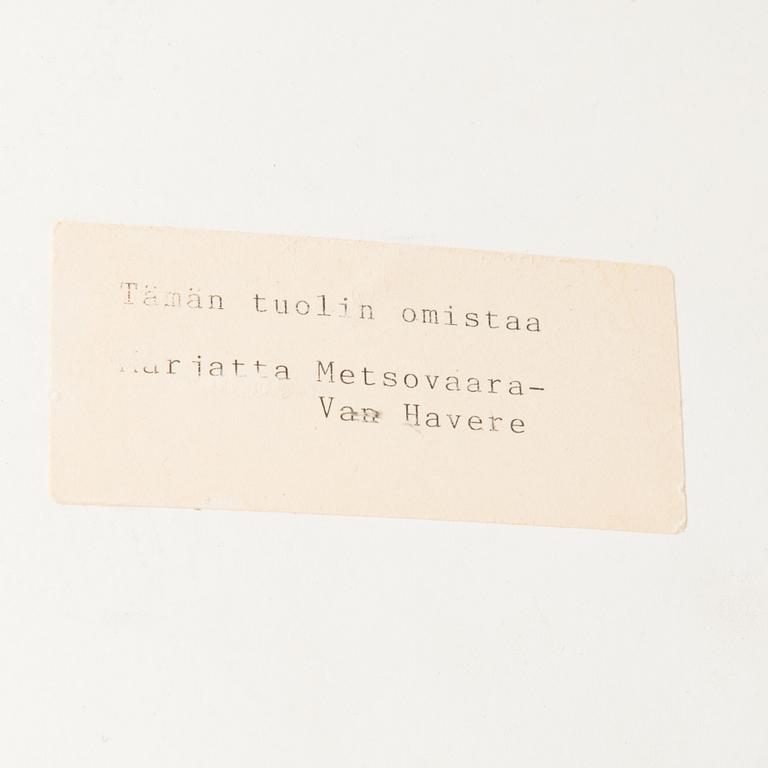 Tämän tuolin omistaa
Marjatta Metsovaara-
Van Havere